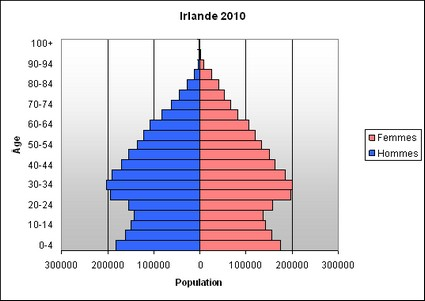 Irlande 2010
100+
90-94
80-84
70-74
60-64
50-54
40-44
30-34
20-24
10-14
0-4
Age
300000 200000 100000 0 100000 200000 300000
Population
Femmes
Hommes